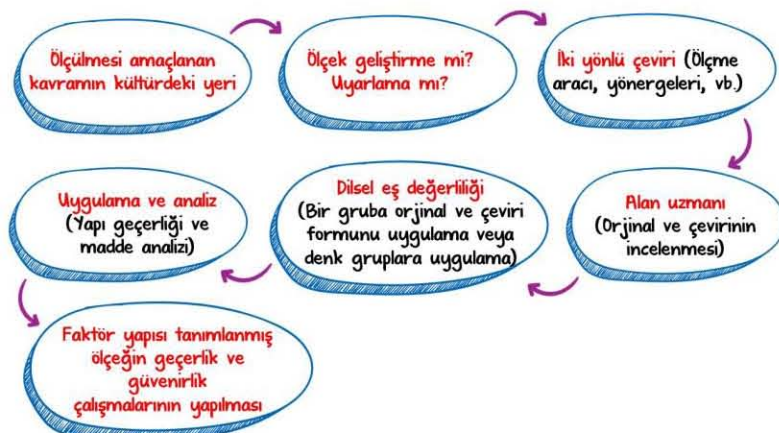 Ölçülmesi amaçlanan
kavramın kültürdeki yeri
Ölçek geliştirme mi?
Uyarlama mı?
İki yönlü çeviri (Ölçme
aracı, yönergeleri, vb.)
Uygulama ve analiz
(Yapı geçerliği ve
madde analizi)
Dilsel eş değerliliği
(Bir gruba orjinal ve çeviri
formunu uygulama veya
denk gruplara uygulama)
Alan uzmanı
(Orjinal ve çevirinin
incelenmesi)
Faktör yapısı tanımlanmış
ölçeğin geçerlik ve
güvenirlik
çalışmalarının yapılması